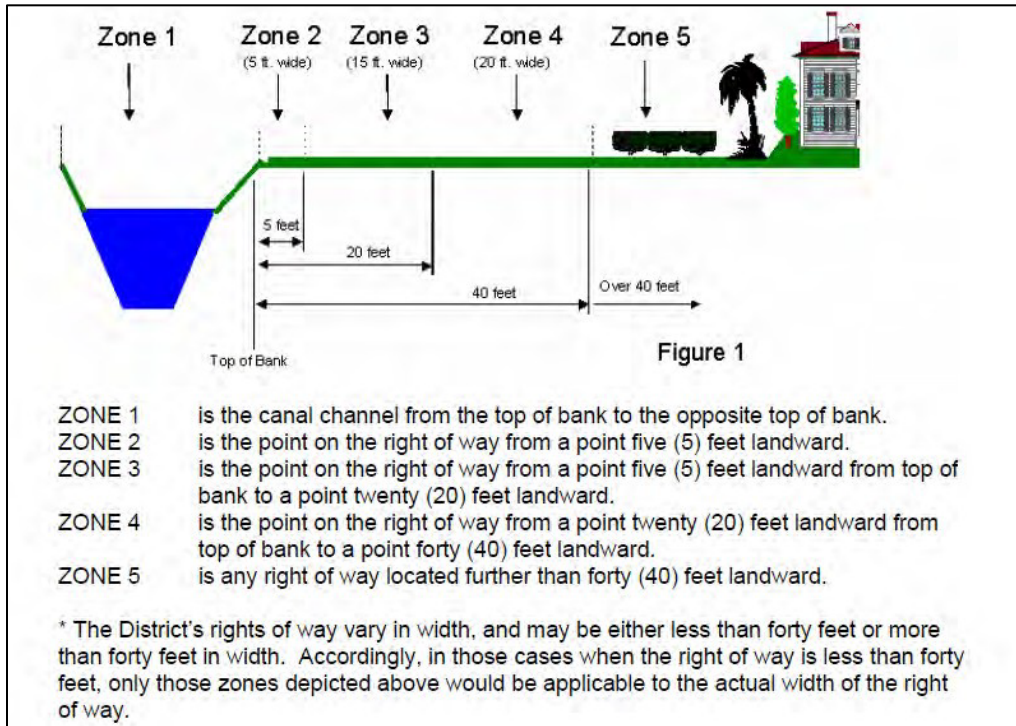 Zone 1 Zone 2 Zone 3 Zone 4 Zone 5
(5 ft. wide) (15 ft. wide) (20 ft. wide)
5 feet
20 feet
40 feet
Over 40 feet
Top of Bank
Figure 1
ZONE 1 is the canal channel from the top of bank to the opposite top of bank.
ZONE 2 is the point on the right of way from a point five (5) feet landward.
ZONE 3 is the point on the right of way from a point five (5) feet landward from top of
bank to a point twenty (20) feet landward.
ZONE 4 is the point on the right of way from a point twenty (20) feet landward from
top of bank to a point forty (40) feet landward.
ZONE 5 is any right of way located further than forty (40) feet landward.
* The District's rights of way vary in width, and may be either less than forty feet or more
than forty feet in width. Accordingly, in those cases when the right of way is less than forty
feet, only those zones depicted above would be applicable to the actual width of the right
of way.